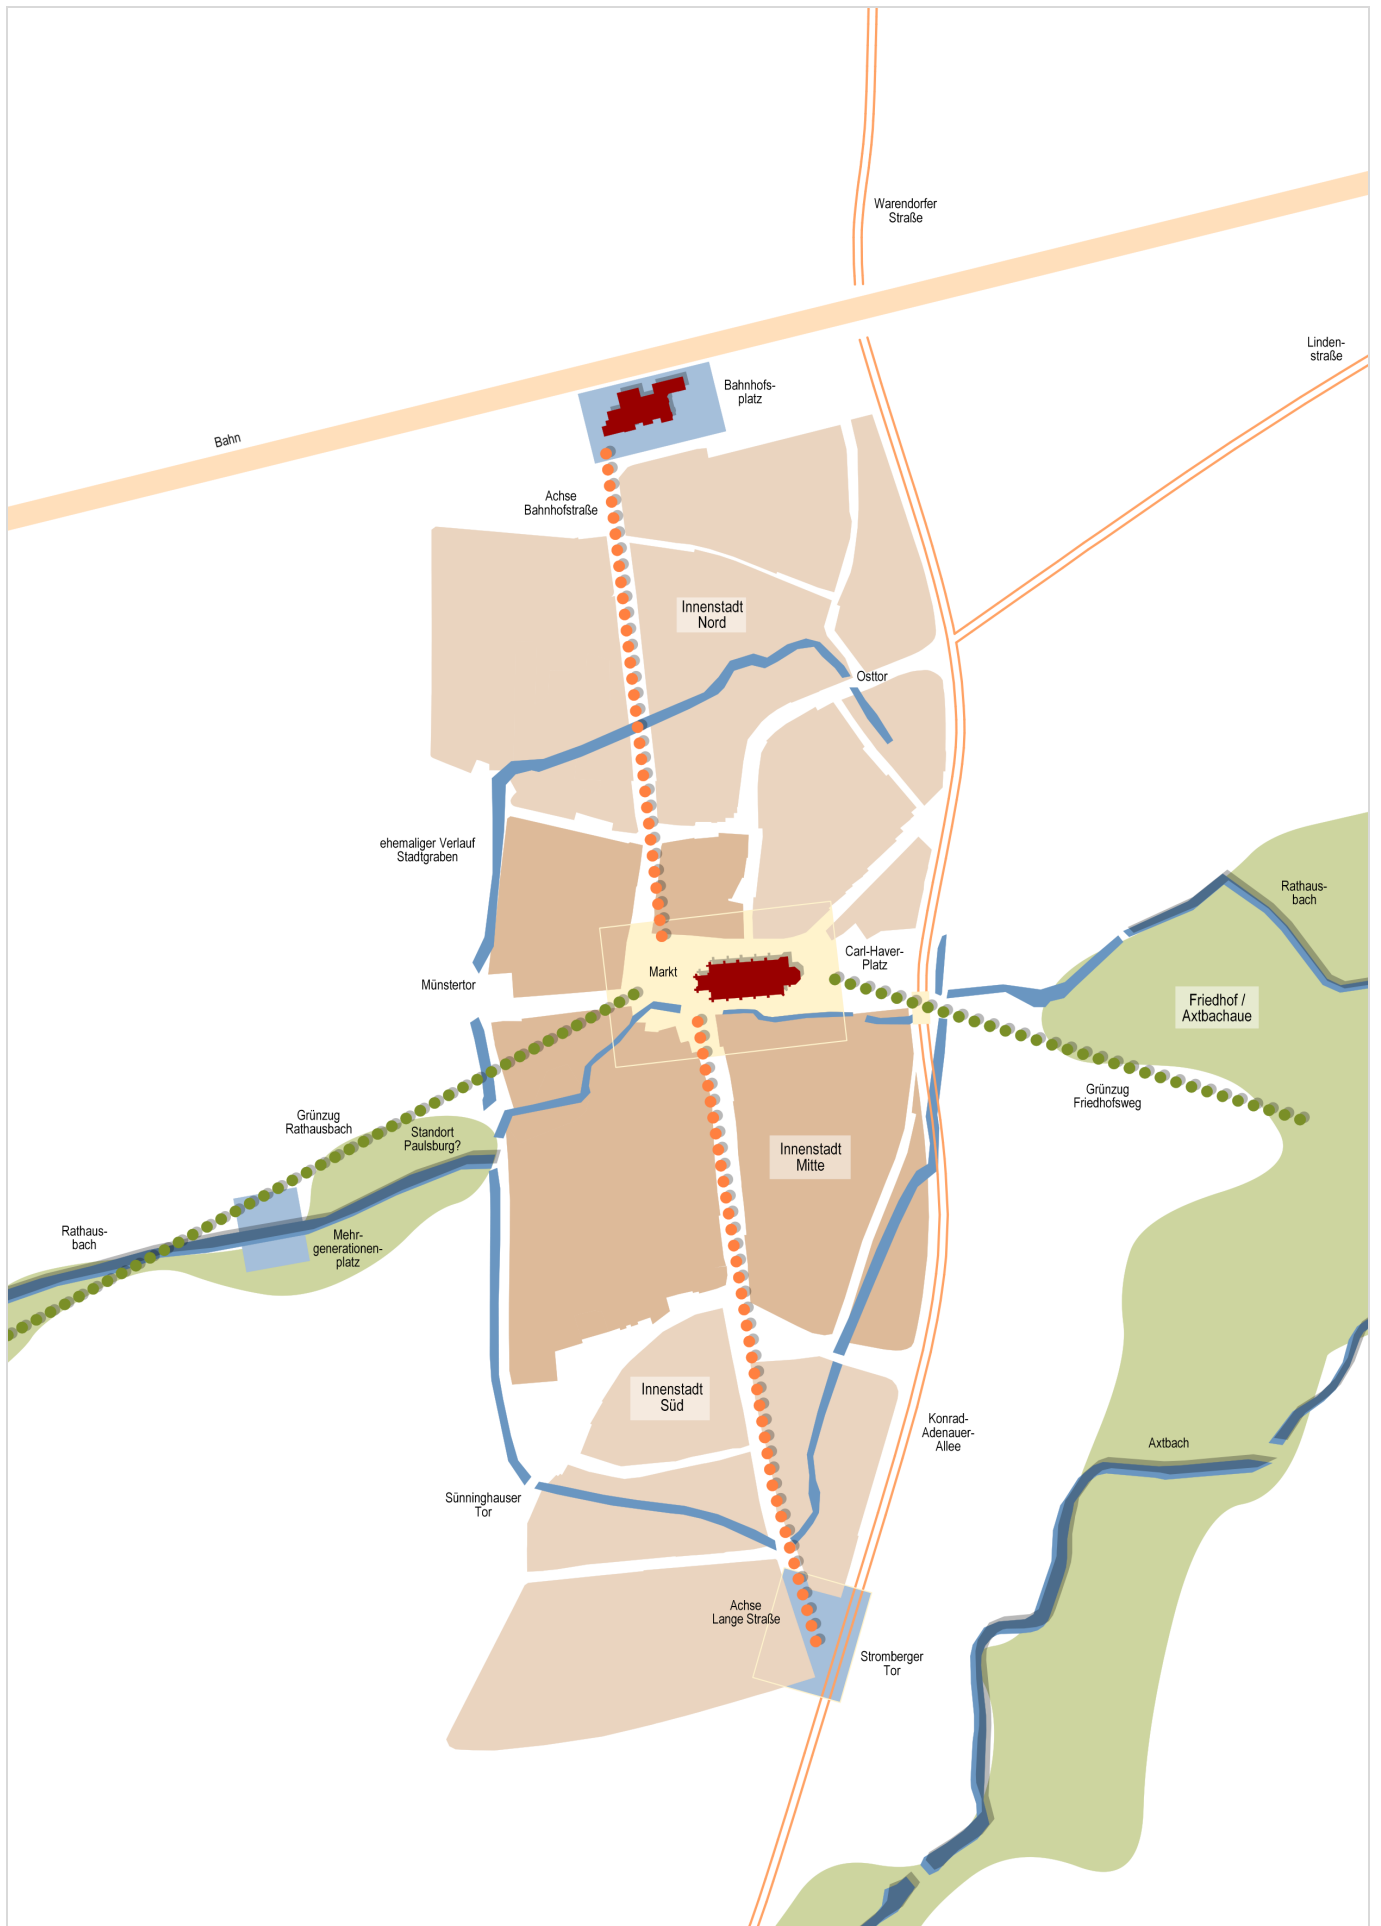 Warendorfer
Straße
Linden-
straße
Bahnhofs-
platz
Bahn
Achse
Bahnhofstraße
Innenstadt
Nord
Osttor
ehemaliger Verlauf
Stadtgraben
Rathaus-
bach
Carl-Haver-
Platz
Markt
Münstertor
Friedhof /
Axtbachaue
Grünzug
Friedhofsweg
Grünzug
Rathausbach
Standort
Paulsburg?
Innenstadt
Mitte
Rathaus-
bach
Mehr-
generationen-
platz
Innenstadt
Süd
Konrad-
Adenauer-
Allee
Axtbach
Sünninghauser
Tor
Achse
Lange Straße
Stromberger
Tor